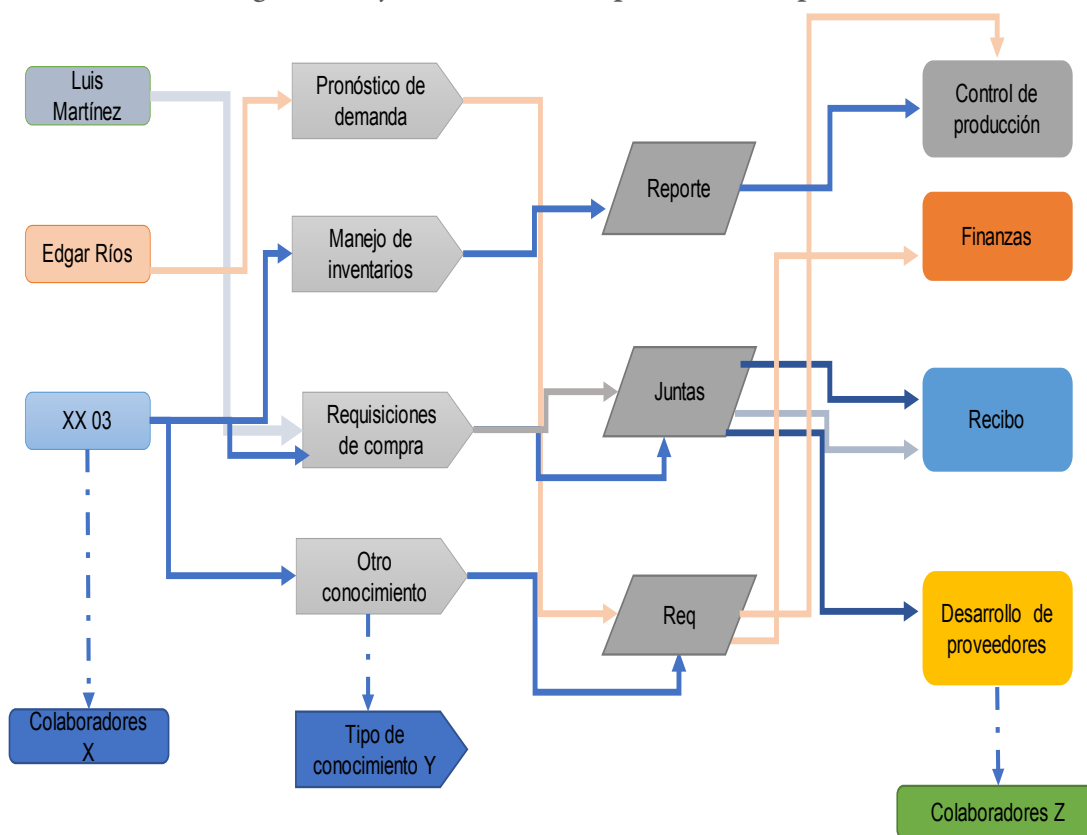 Luis
Martínez
Pronóstico de
demanda
Control de
producción
Reporte
Edgar Ríos
Manejo de
inventarios
Finanzas
XX 03
Requisiciones
de compra
Juntas
Recibo
Otro
conocimiento
Req
Desarrollo de
proveedores
Colaboradores
X
Tipo de
conocimiento Y
Colaboradores Z